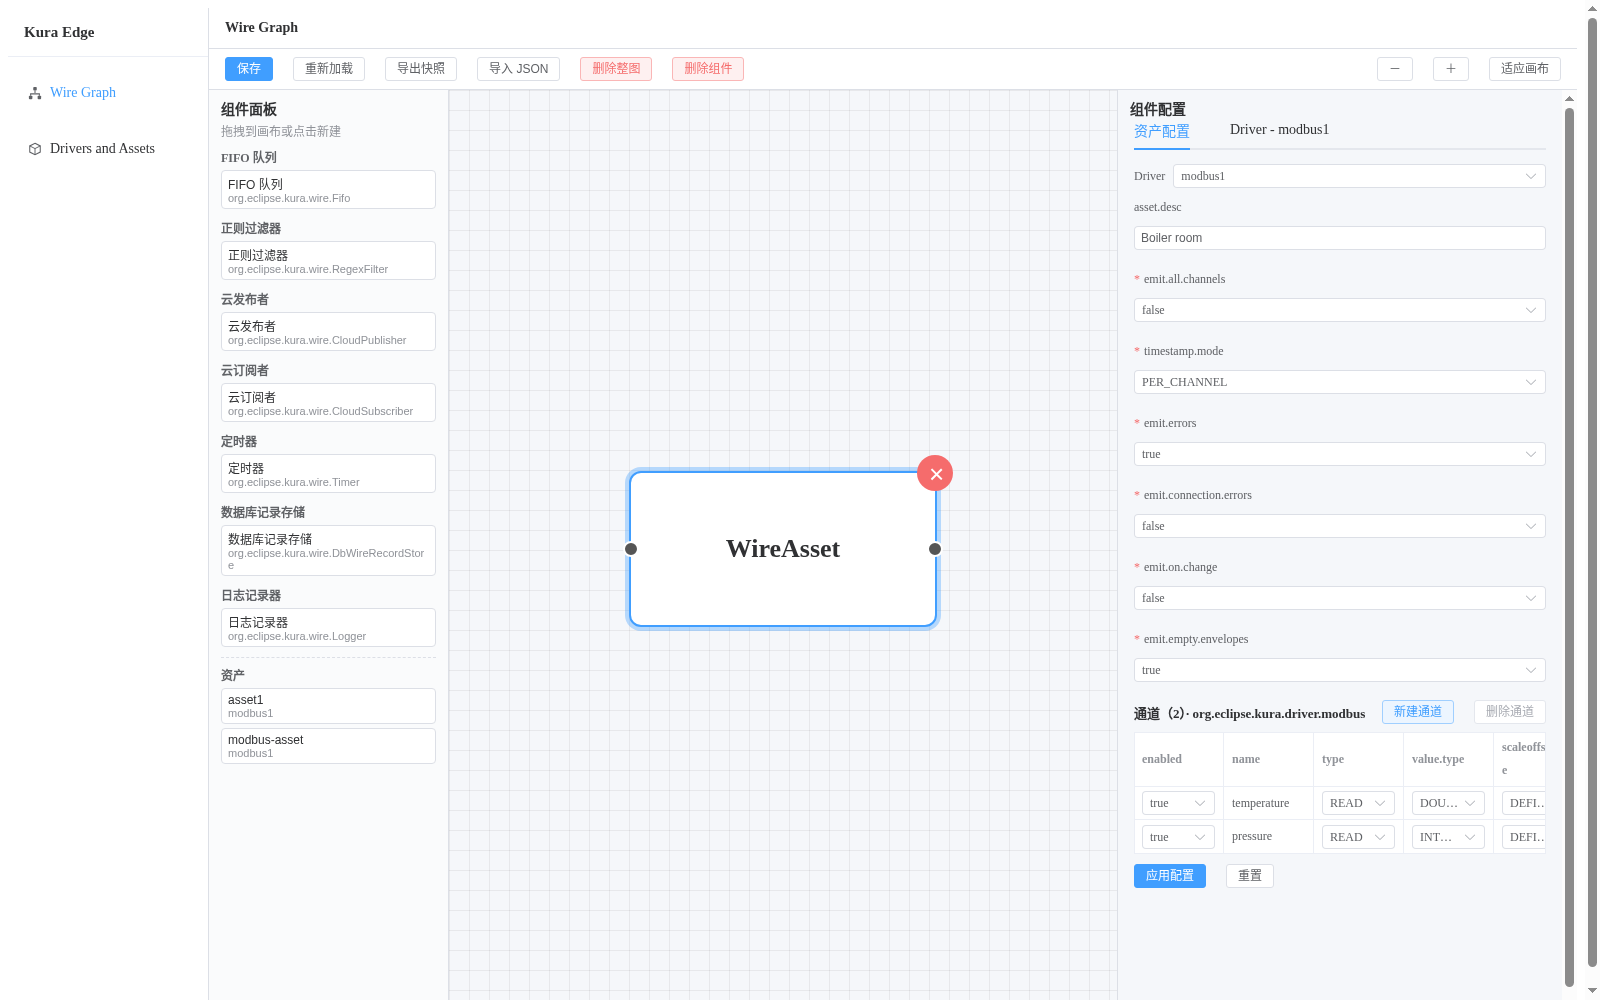 Kura Edge
Wire Graph
Drivers and Assets
Wire Graph
保存
重新加载
导出快照
导入 JSON
删除整图
删除组件
适应画布
组件面板
拖拽到画布或点击新建
FIFO 队列
FIFO 队列
org.eclipse.kura.wire.Fifo
正则过滤器
正则过滤器
org.eclipse.kura.wire.RegexFilter
云发布者
云发布者
org.eclipse.kura.wire.CloudPublisher
云订阅者
云订阅者
org.eclipse.kura.wire.CloudSubscriber
定时器
定时器
org.eclipse.kura.wire.Timer
数据库记录存储
数据库记录存储
org.eclipse.kura.wire.DbWireRecordStor
e
日志记录器
日志记录器
org.eclipse.kura.wire.Logger
资产
asset1
modbus1
modbus-asset
modbus1
WireAsset
组件配置
资产配置
Driver - modbus1
Driver
modbus1
asset.desc
Boiler room
* emit.all.channels
false
* timestamp.mode
PER_CHANNEL
* emit.errors
true
* emit.connection.errors
false
* emit.on.change
false
* emit.empty.envelopes
true
通道（2）· org.eclipse.kura.driver.modbus
新建通道
删除通道
enabled name type value.type scaleoffs
e
true temperature READ DOU... DEFI...
true pressure READ INT... DEFI...
应用配置
重置